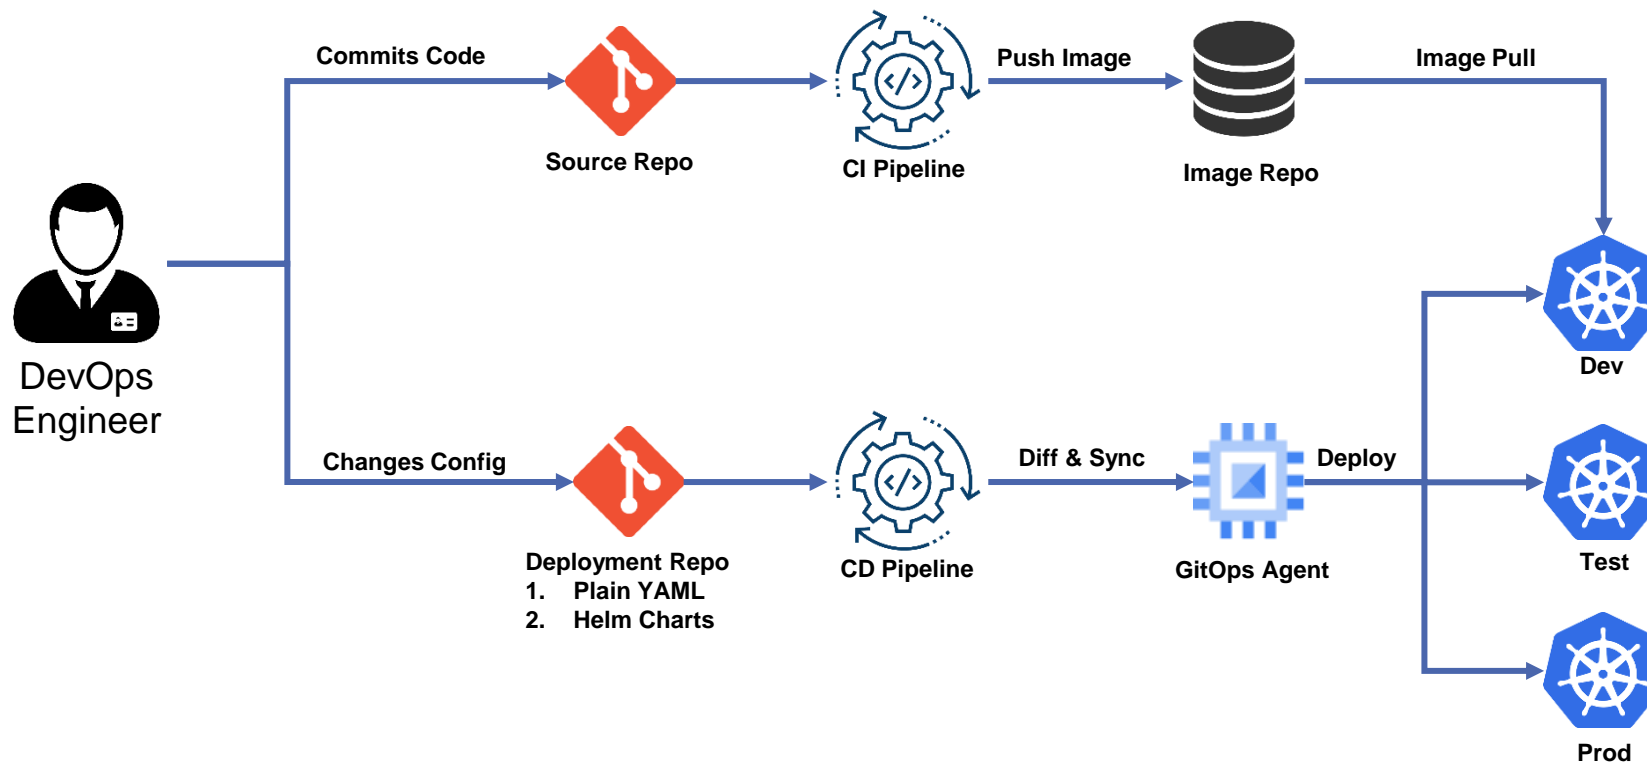 Commits Code
Push Image
Image Pull
Source Repo
CI Pipeline
Image Repo
DevOps
Engineer
Dev
Changes Config
Diff & Sync
Deploy
Deployment Repo
1. Plain YAML
2. Helm Charts
CD Pipeline
GitOps Agent
Test
Prod